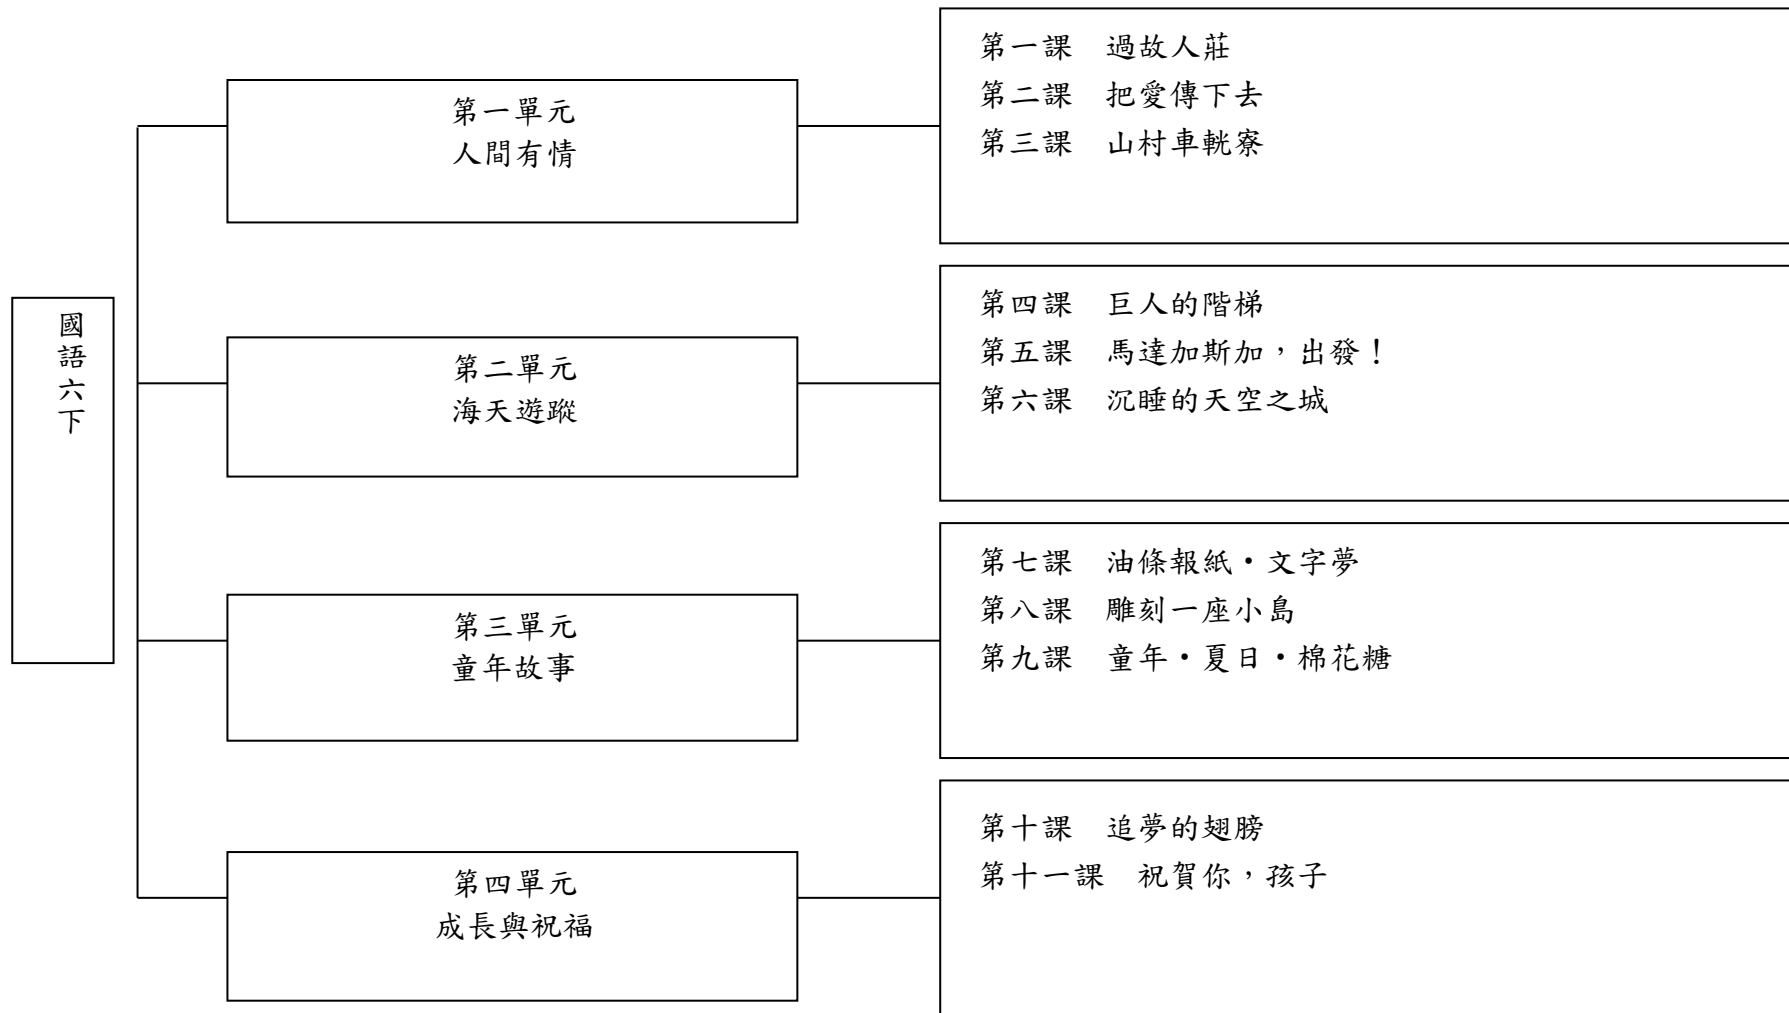 國語六下
第一單元
人間有情
第一課　過故人莊
第二課　把愛傳下去
第三課　山村車輄寮
第二單元
海天遊蹤
第四課　巨人的階梯
第五課　馬達加斯加，出發！
第六課　沉睡的天空之城
第三單元
童年故事
第七課　油條報紙‧文字夢
第八課　雕刻一座小島
第九課　童年‧夏日‧棉花糖
第四單元
成長與祝福
第十課　追夢的翅膀
第十一課　祝賀你，孩子